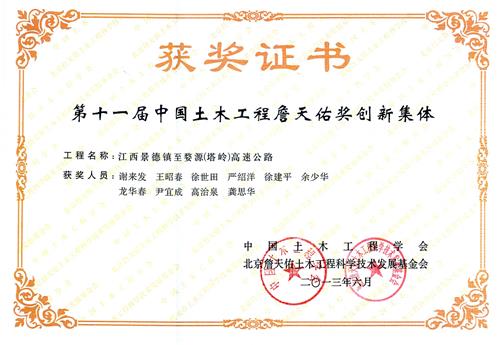 获奖证书
第十一届中国土木工程詹天佑奖创新集体
工程名称：江西景德镇至婺源(塔岭)高速公路
获奖人员：谢来发 王昭春 徐世田 严绍洋 徐建平 余少华
龙华春 尹宜成 高治泉 龚思华
中国土木工程学会
北京詹天佑土木工程科学技术发展基金会
二〇一三年六月